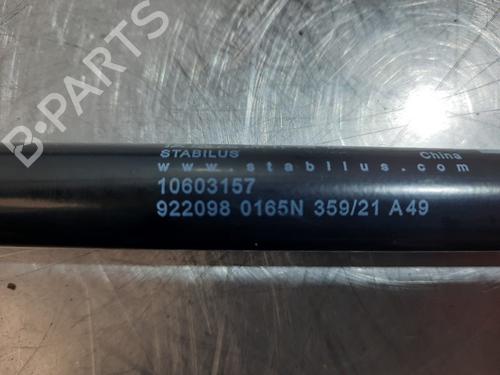 B-PARTS
STABILUS China
www.stabilus.com
10603157
922098 0165N 359/21 A49